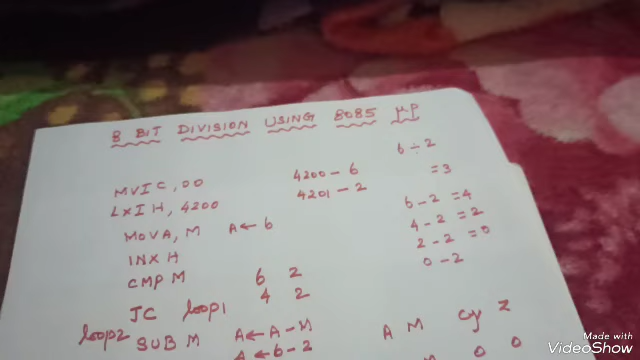 8 BIT DIVISION USING 8085 μP
6 ÷ 2
= 3
MVI C, 00 4200 - 6
LXI H, 4200 4201 - 2
MOV A, M A ← 6
INX H
CMP M 6 2
4 2
6 - 2 = 4
4 - 2 = 2
2 - 2 = 0
0 - 2
JC loop1
loop2 SUB M A ← A - M
A ← 6 - 2
A M Cy Z
0 0
Made with
VideoShow